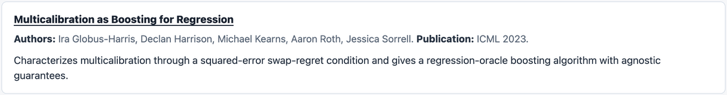 Multicalibration as Boosting for Regression
Authors: Ira Globus-Harris, Declan Harrison, Michael Kearns, Aaron Roth, Jessica Sorrell. Publication: ICML 2023.
Characterizes multicalibration through a squared-error swap-regret condition and gives a regression-oracle boosting algorithm with agnostic
guarantees.